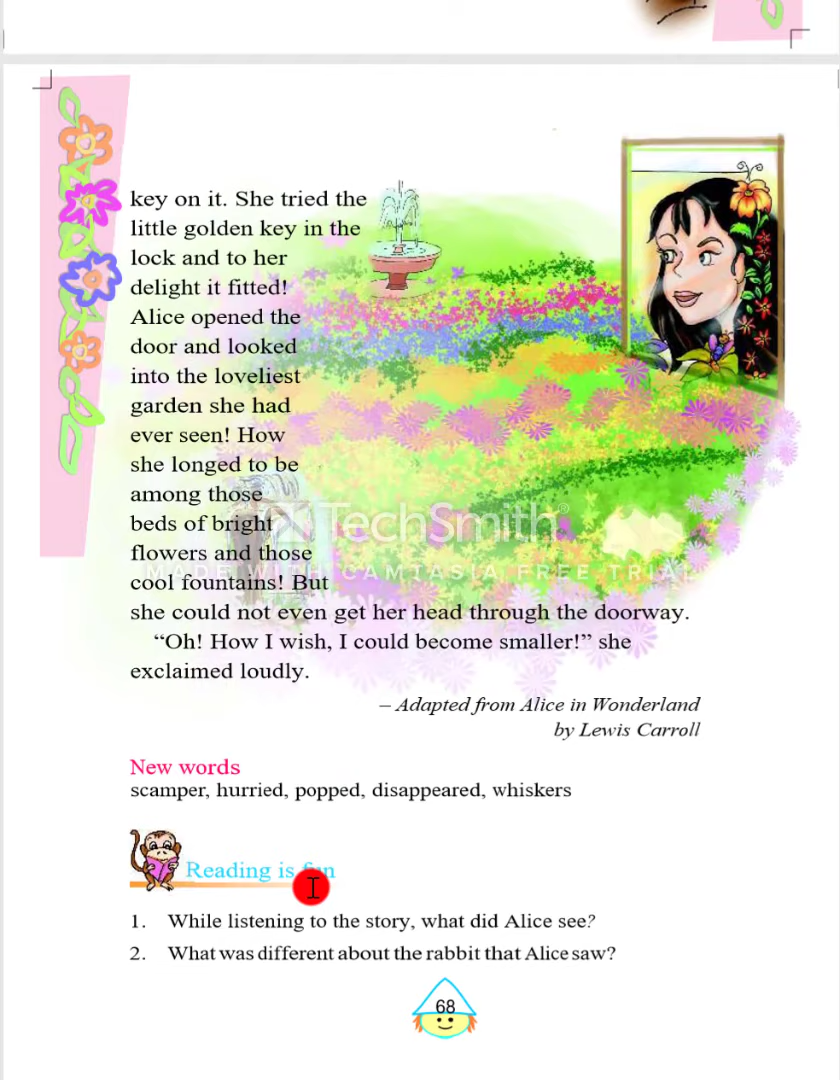 key on it. She tried the
little golden key in the
lock and to her
delight it fitted!
Alice opened the
door and looked
into the loveliest
garden she had
ever seen! How
she longed to be
among those
beds of bright
flowers and those
cool fountains! But
she could not even get her head through the doorway.
“Oh! How I wish, I could become smaller!” she
exclaimed loudly.
– Adapted from Alice in Wonderland
by Lewis Carroll
New words
scamper, hurried, popped, disappeared, whiskers
Reading is fun
1. While listening to the story, what did Alice see?
2. What was different about the rabbit that Alice saw?
68
TechSmith®
MADE WITH CAMTASIA FREE TRIAL